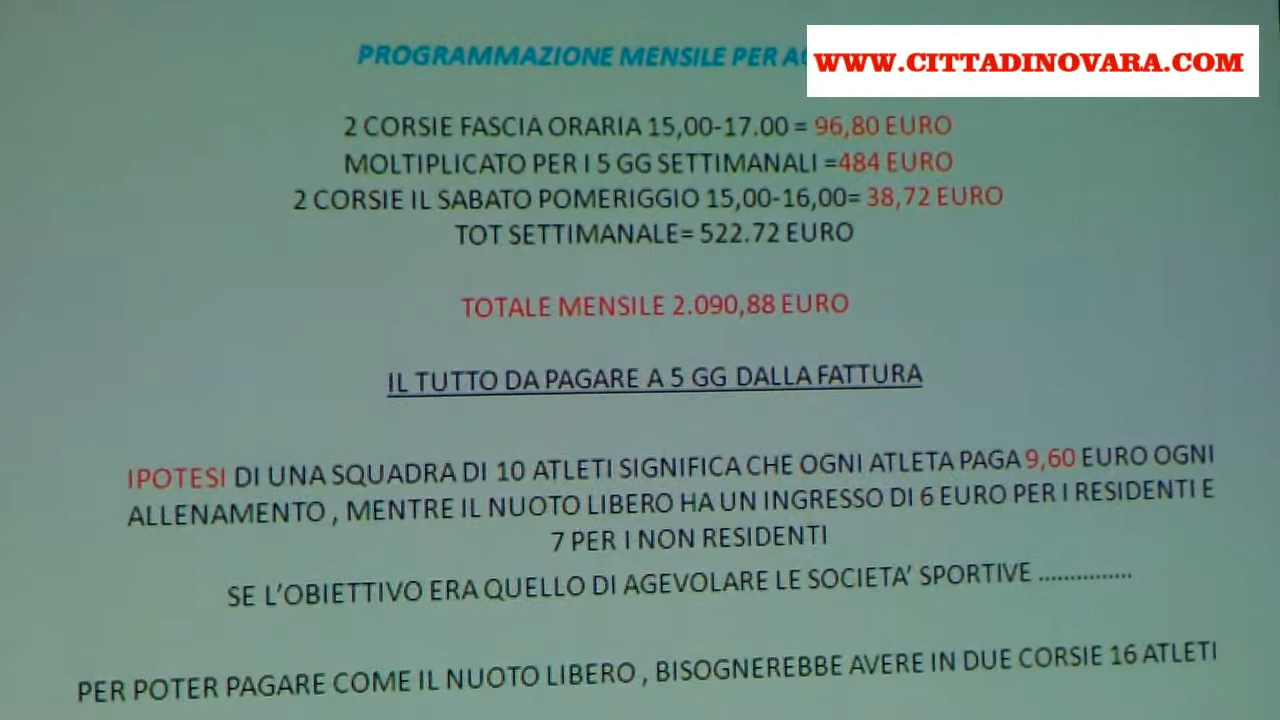 PROGRAMMAZIONE MENSILE PER
WWW.CITTADINOVARA.COM
2 CORSIE FASCIA ORARIA 15,00-17.00 = 96,80 EURO
MOLTIPLICATO PER I 5 GG SETTIMANALI =484 EURO
2 CORSIE IL SABATO POMERIGGIO 15,00-16,00= 38,72 EURO
TOT SETTIMANALE= 522.72 EURO
TOTALE MENSILE 2.090,88 EURO
IL TUTTO DA PAGARE A 5 GG DALLA FATTURA
IPOTESI DI UNA SQUADRA DI 10 ATLETI SIGNIFICA CHE OGNI ATLETA PAGA 9,60 EURO OGNI
ALLENAMENTO , MENTRE IL NUOTO LIBERO HA UN INGRESSO DI 6 EURO PER I RESIDENTI E
7 PER I NON RESIDENTI
SE L'OBIETTIVO ERA QUELLO DI AGEVOLARE LE SOCIETA' SPORTIVE ...............
PER POTER PAGARE COME IL NUOTO LIBERO , BISOGNEREBBE AVERE IN DUE CORSIE 16 ATLETI